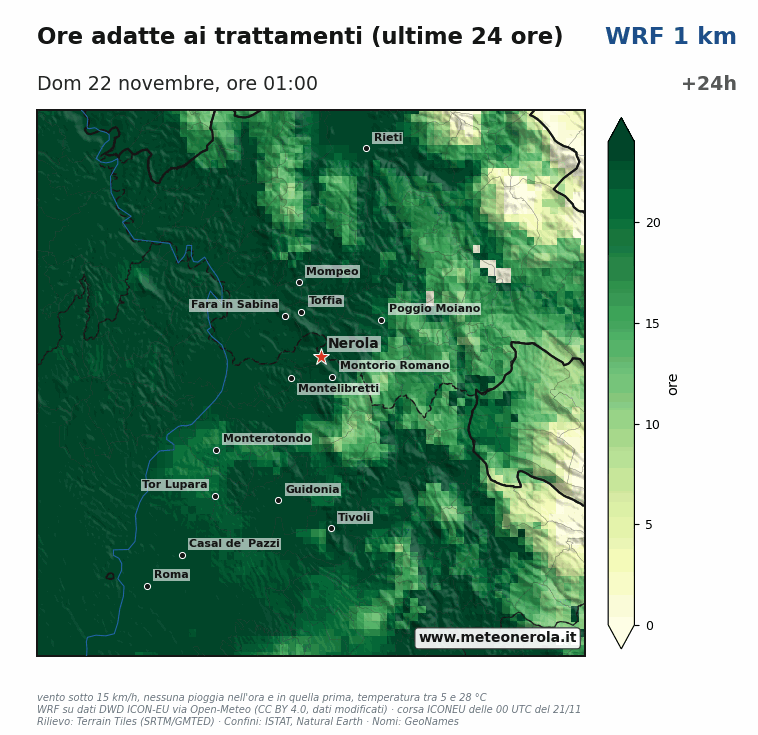 Ore adatte ai trattamenti (ultime 24 ore)
WRF 1 km
Dom 22 novembre, ore 01:00
+24h
Rieti
Mompeo
Toffia
Fara in Sabina
Poggio Moiano
Nerola
Montorio Romano
Montelibretti
Monterotondo
Tor Lupara
Guidonia
Tivoli
Casal de' Pazzi
Roma
www.meteonerola.it
20
15
10
5
0
ore
vento sotto 15 km/h, nessuna pioggia nell'ora e in quella prima, temperatura tra 5 e 28 °C
WRF su dati DWD ICON-EU via Open-Meteo (CC BY 4.0, dati modificati) · corsa ICONEU delle 00 UTC del 21/11
Rilievo: Terrain Tiles (SRTM/GMTED) · Confini: ISTAT, Natural Earth · Nomi: GeoNames